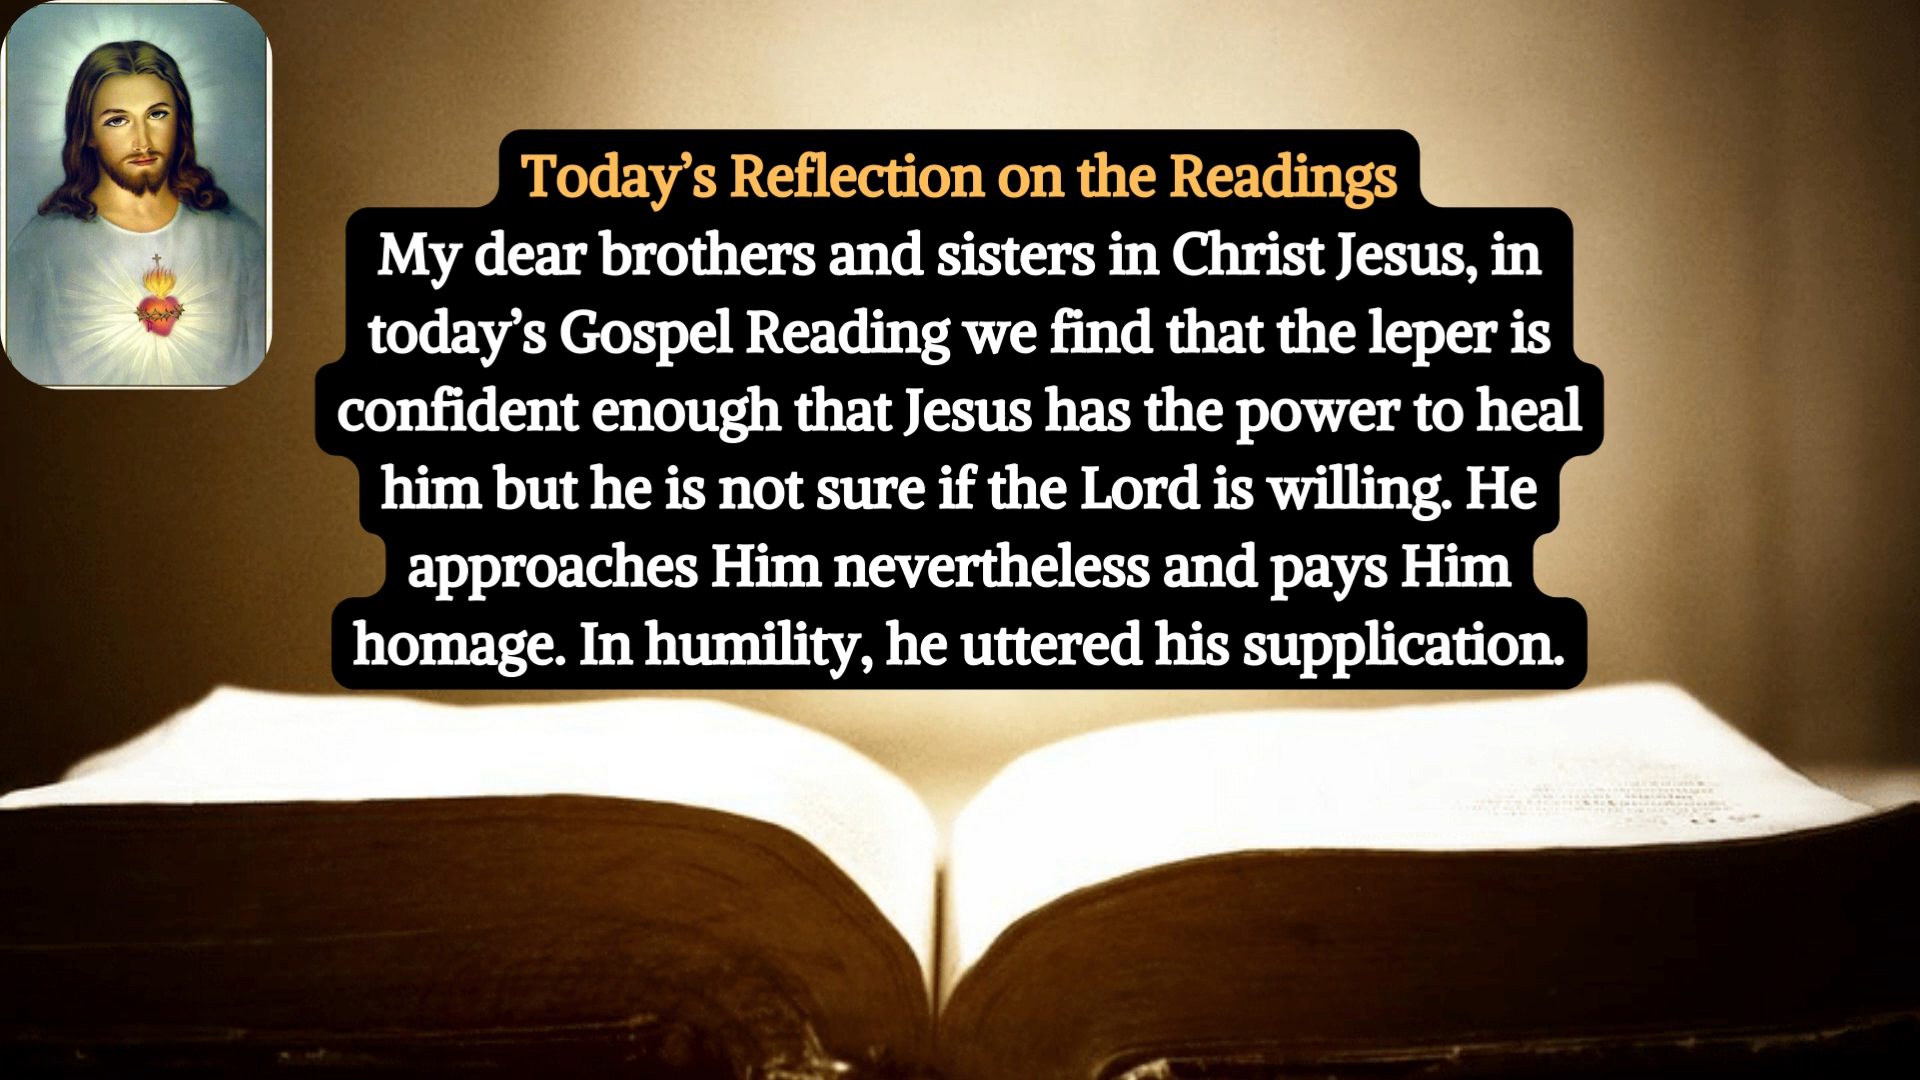 Today’s Reflection on the Readings
My dear brothers and sisters in Christ Jesus, in
today’s Gospel Reading we find that the leper is
confident enough that Jesus has the power to heal
him but he is not sure if the Lord is willing. He
approaches Him nevertheless and pays Him
homage. In humility, he uttered his supplication.